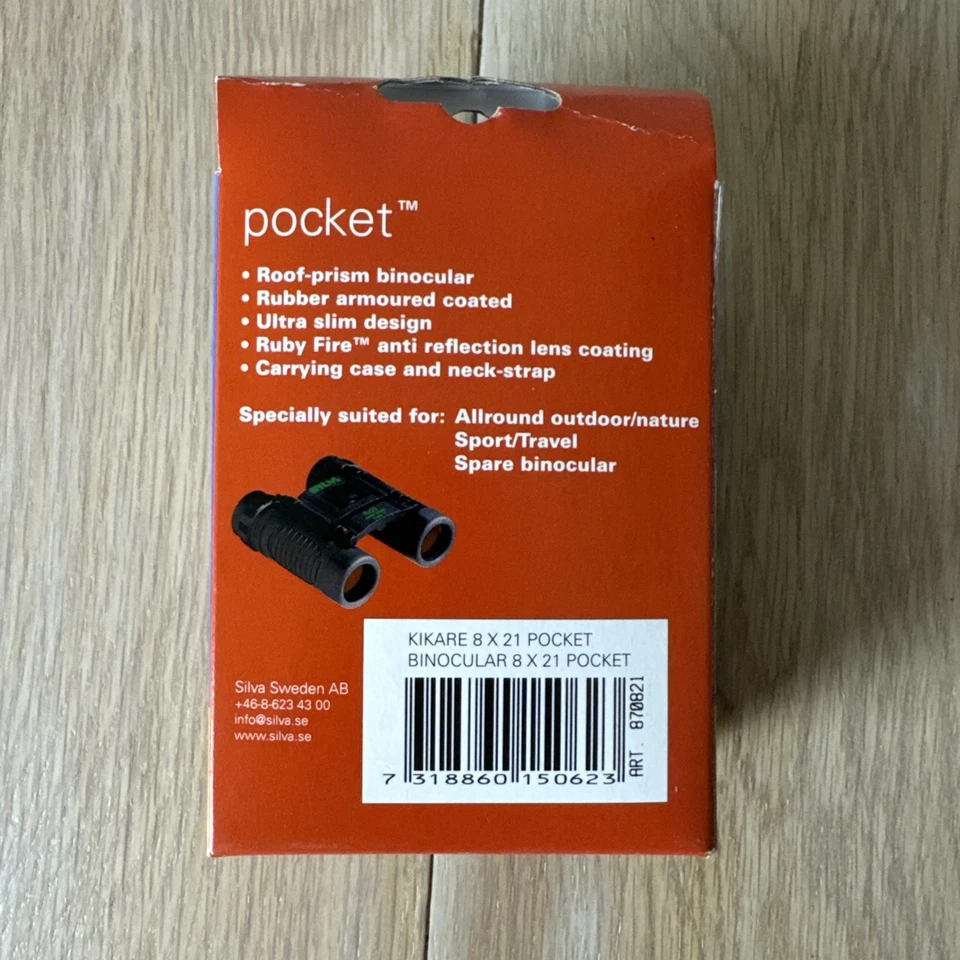 pocket™
• Roof-prism binocular
• Rubber armoured coated
• Ultra slim design
• Ruby Fire™ anti reflection lens coating
• Carrying case and neck-strap
Specially suited for: Allround outdoor/nature
Sport/Travel
Spare binocular
SILVA
KIKARE 8 X 21 POCKET
BINOCULAR 8 X 21 POCKET
Silva Sweden AB
+46-8-623 43 00
info@silva.se
www.silva.se
7 318860 150623
ART. 870821